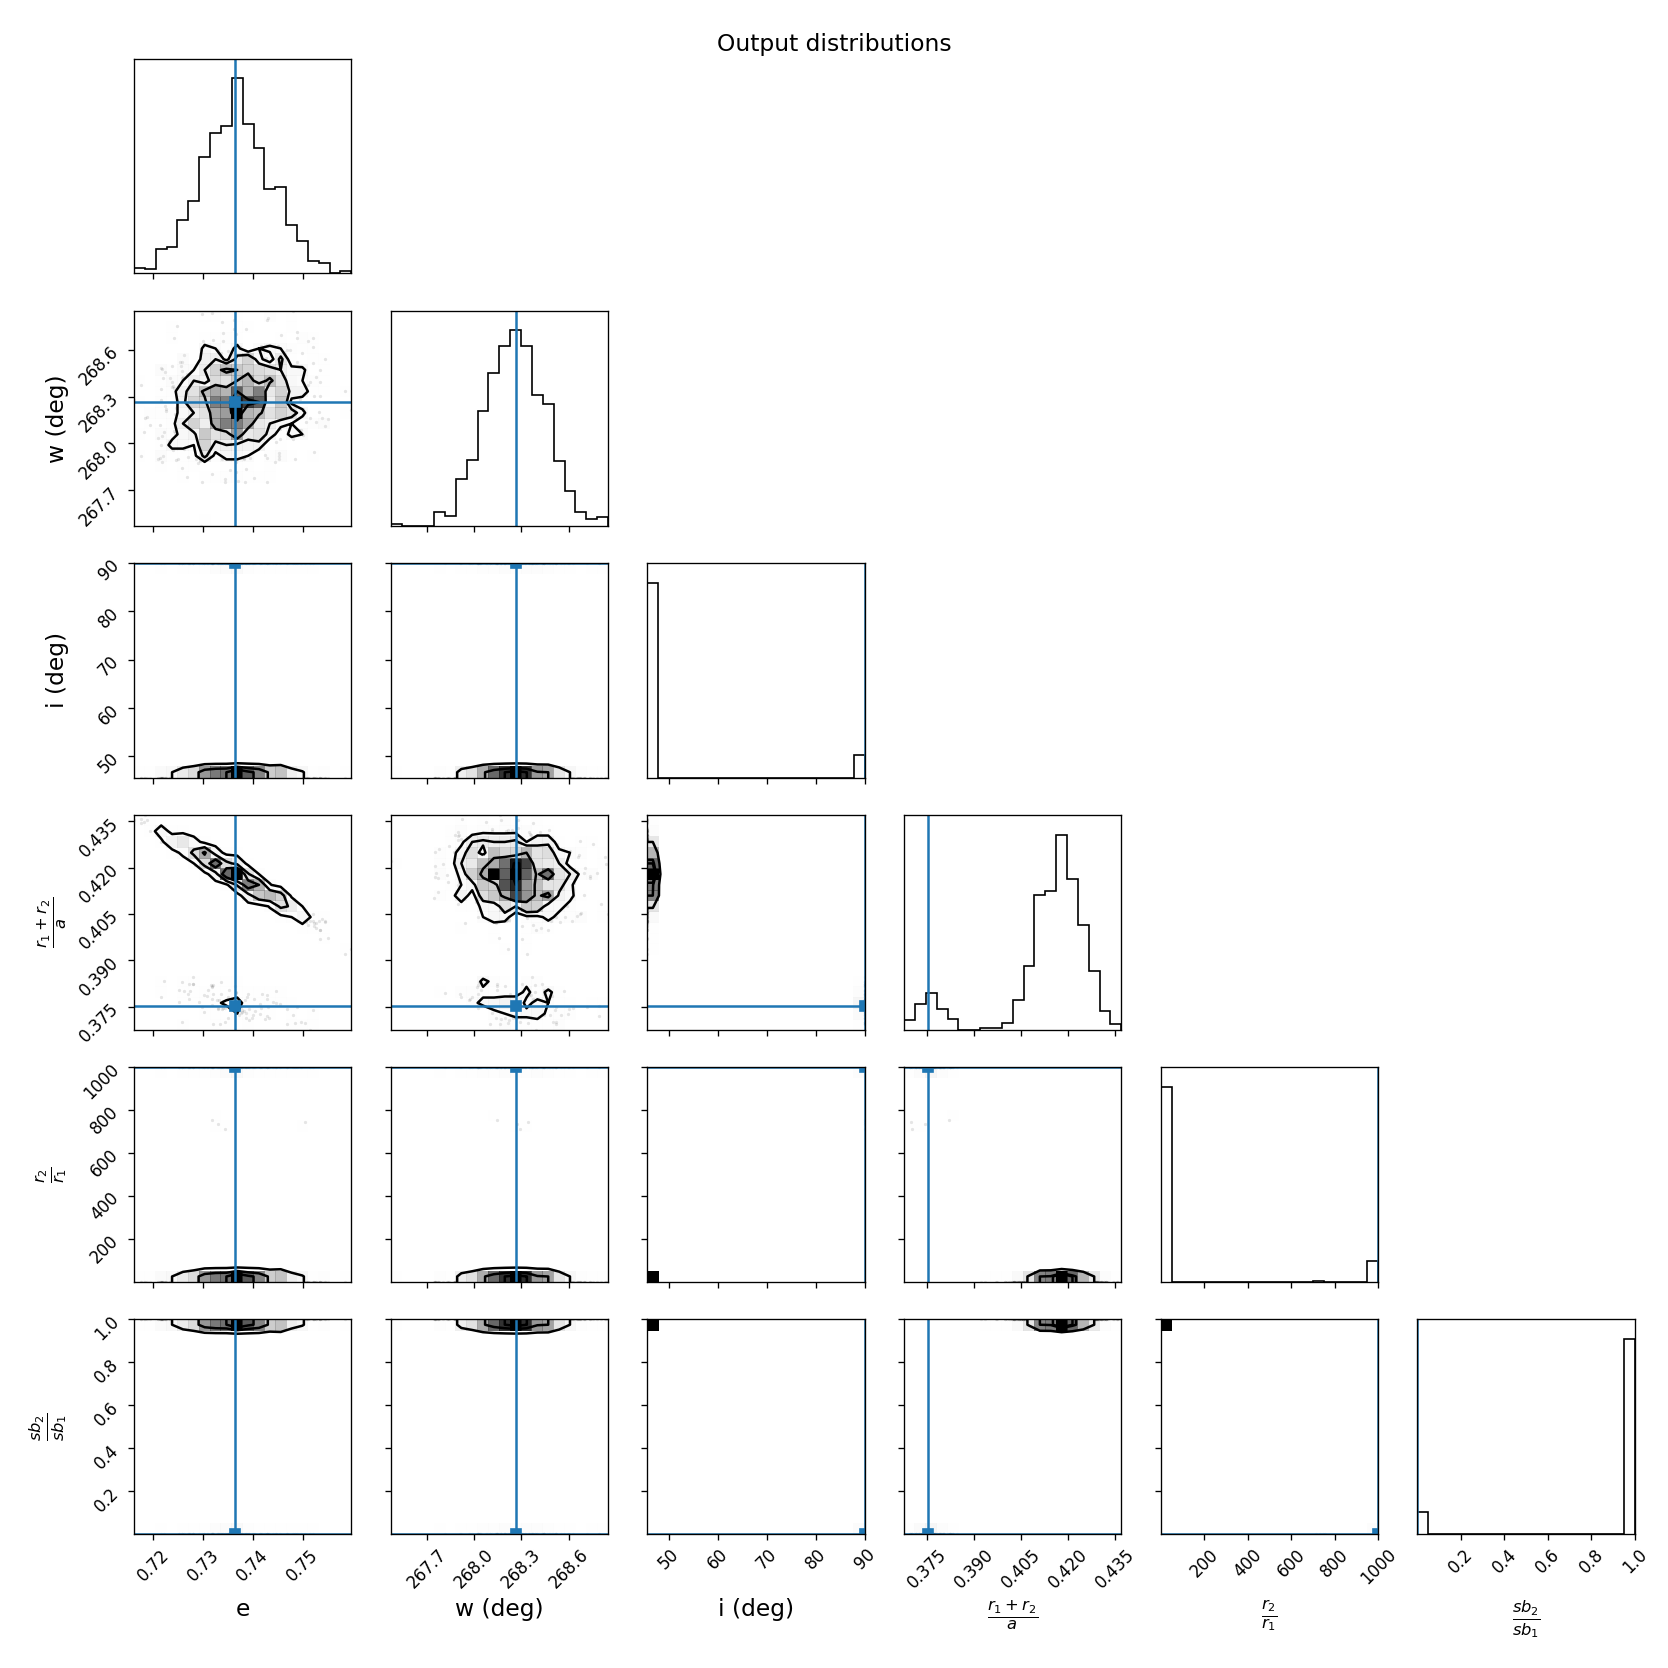 Output distributions
w (deg)
268.6
268.3
268.0
267.7
i (deg)
90
80
70
60
50
r₁ + r₂
a
0.435
0.420
0.405
0.390
0.375
r₂
r₁
1000
800
600
400
200
sb₂
sb₁
1.0
0.8
0.6
0.4
0.2
0.72 0.73 0.74 0.75 267.7 268.0 268.3 268.6 50 60 70 80 90 0.375 0.390 0.405 0.420 0.435 200 400 600 800 1000 0.2 0.4 0.6 0.8 1.0
e w (deg) i (deg)
r₁ + r₂
a
r₂
r₁
sb₂
sb₁